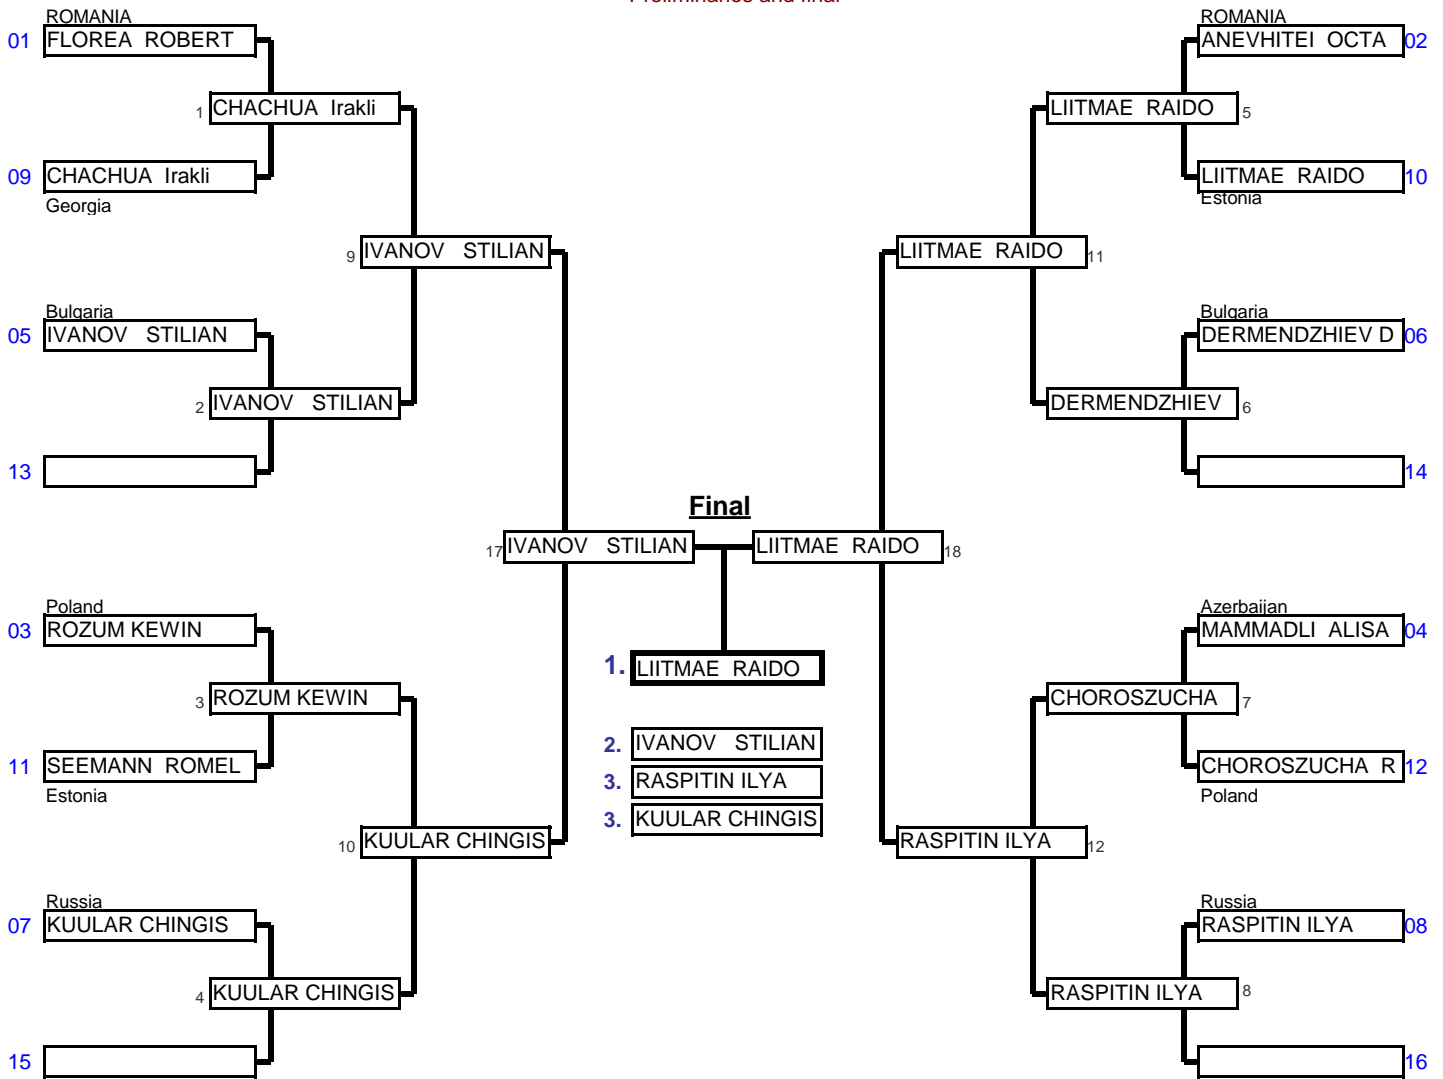 Preliminaries and final
ROMANIA
01 FLOREA ROBERT
1 CHACHUA Irakli
09 CHACHUA Irakli
Georgia
9 IVANOV STILIAN
Bulgaria
05 IVANOV STILIAN
2 IVANOV STILIAN
13
17 IVANOV STILIAN
Poland
03 ROZUM KEWIN
3 ROZUM KEWIN
11 SEEMANN ROMEL
Estonia
10 KUULAR CHINGIS
Russia
07 KUULAR CHINGIS
4 KUULAR CHINGIS
15
Final
1. LIITMAE RAIDO
2. IVANOV STILIAN
3. RASPITIN ILYA
3. KUULAR CHINGIS
ROMANIA
ANEVHITEI OCTA 02
LIITMAE RAIDO 5
LIITMAE RAIDO 10
Estonia
LIITMAE RAIDO 11
Bulgaria
DERMENDZHIEV D 06
DERMENDZHIEV 6
14
LIITMAE RAIDO 18
Azerbaijan
MAMMADLI ALISA 04
CHOROSZUCHA 7
CHOROSZUCHA R 12
Poland
RASPITIN ILYA 12
Russia
RASPITIN ILYA 08
RASPITIN ILYA 8
16